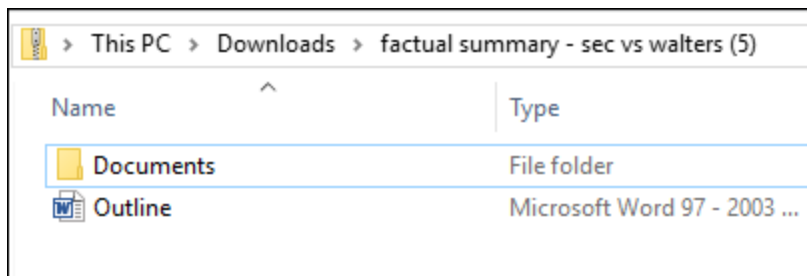 This PC > Downloads > factual summary - sec vs walters (5)
Name Type
Documents File folder
Outline Microsoft Word 97 - 2003 ...